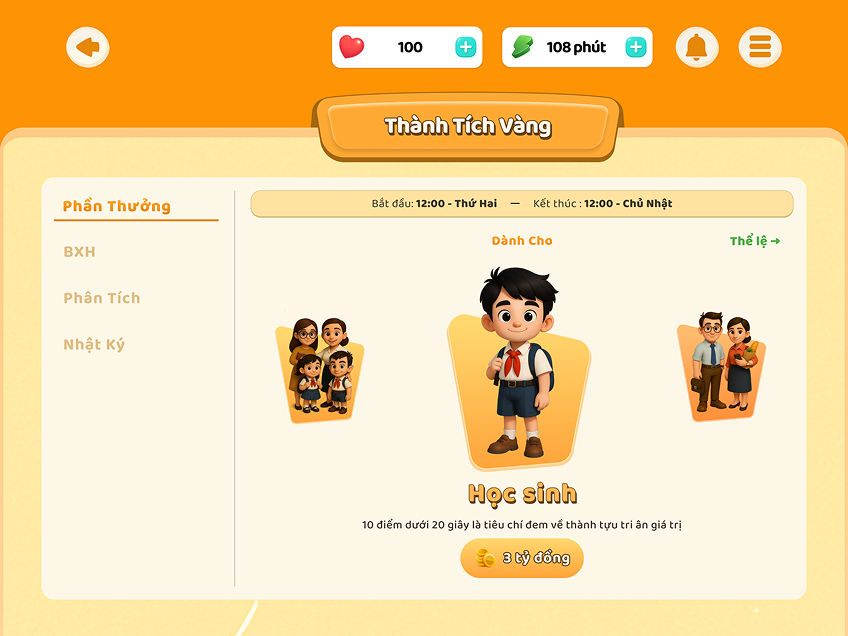 100
108 phút
Thành Tích Vàng
Phần Thưởng
BXH
Phân Tích
Nhật Ký
Bắt đầu: 12:00 - Thứ Hai — Kết thúc : 12:00 - Chủ Nhật
Dành Cho
Thể lệ →
Học sinh
10 điểm dưới 20 giây là tiêu chí đem về thành tựu tri ân giá trị
3 tỷ đồng